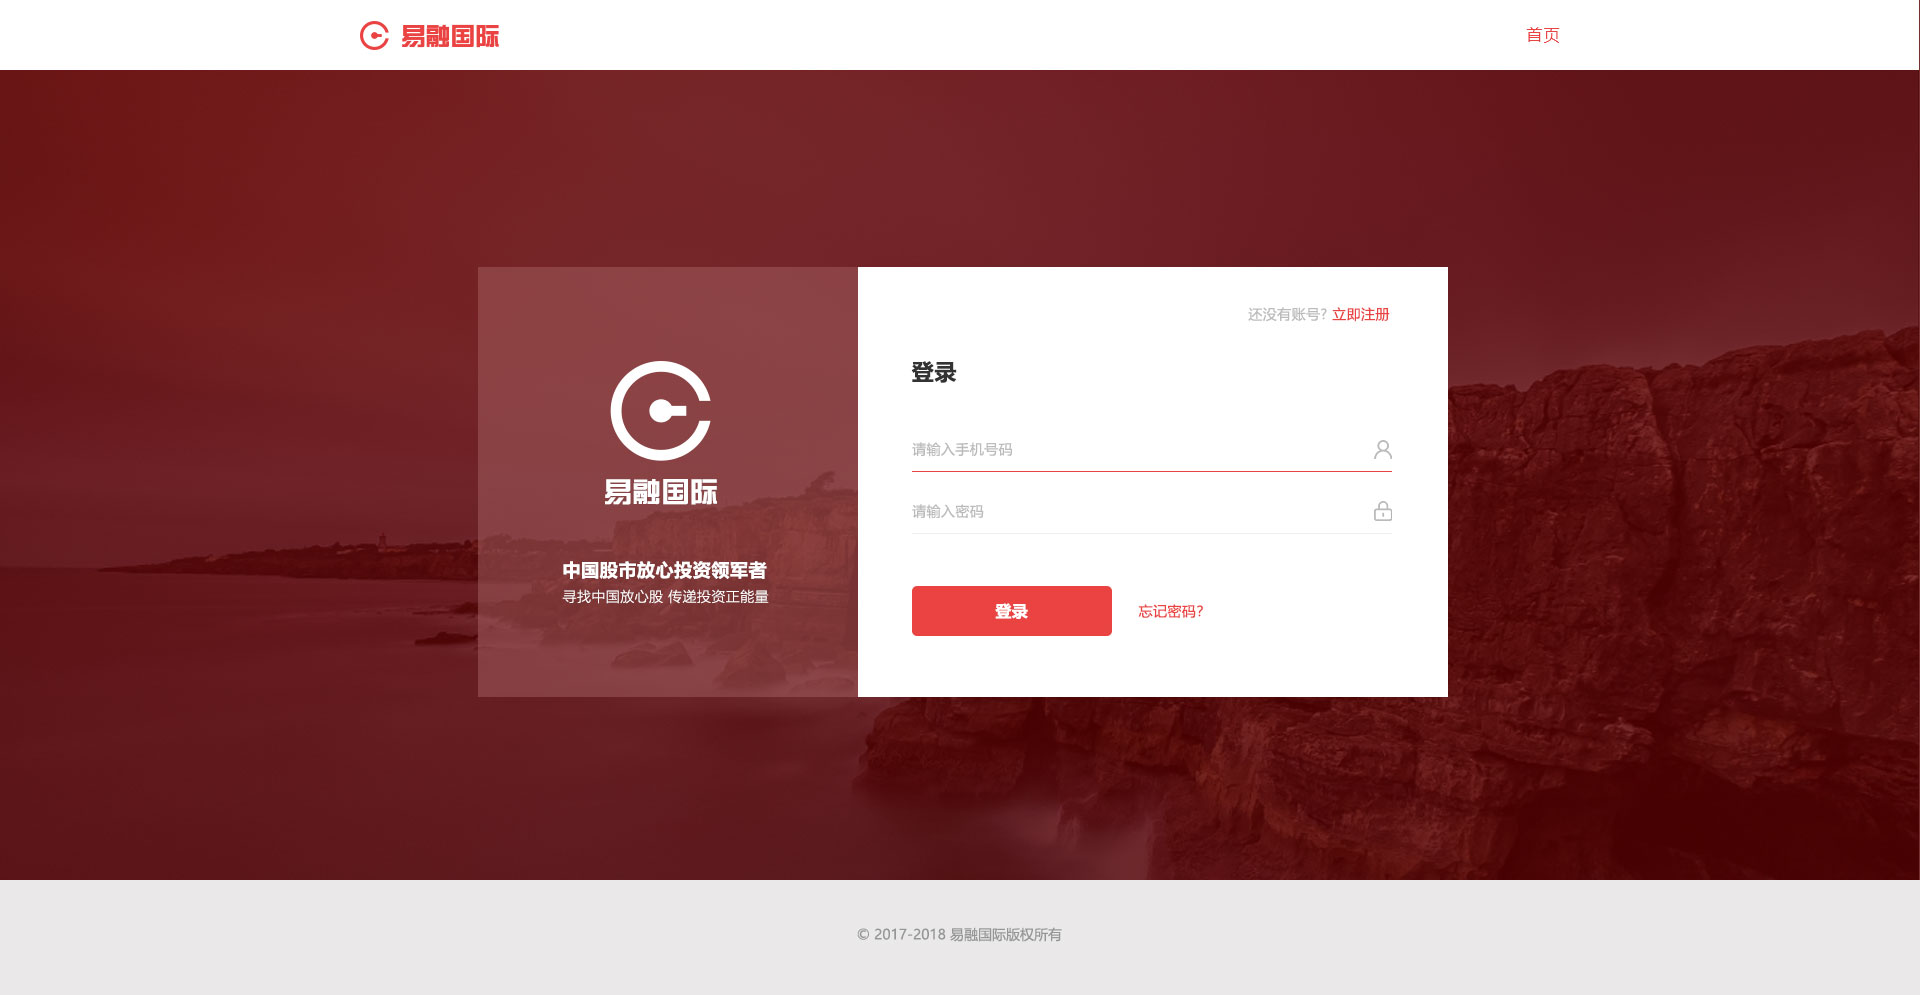 易融国际
首页
易融国际
中国股市放心投资领军者
寻找中国放心股 传递投资正能量
还没有账号? 立即注册
登录
请输入手机号码
请输入密码
登录
忘记密码?
© 2017-2018 易融国际版权所有